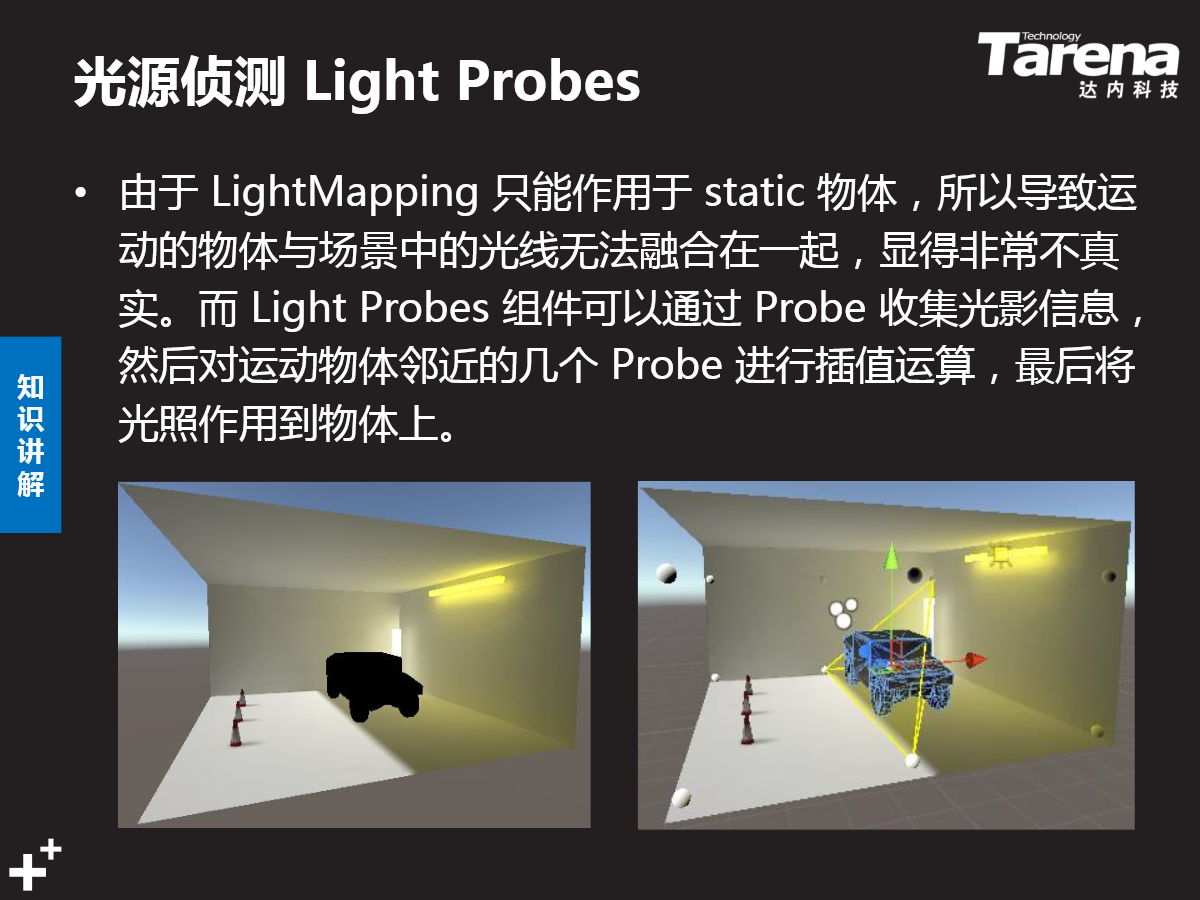 光源侦测 Light Probes
Technology
Tarena
达内科技
• 由于 LightMapping 只能作用于 static 物体，所以导致运
动的物体与场景中的光线无法融合在一起，显得非常不真
实。而 Light Probes 组件可以通过 Probe 收集光影信息，
然后对运动物体邻近的几个 Probe 进行插值运算，最后将
光照作用到物体上。
知
识
讲
解